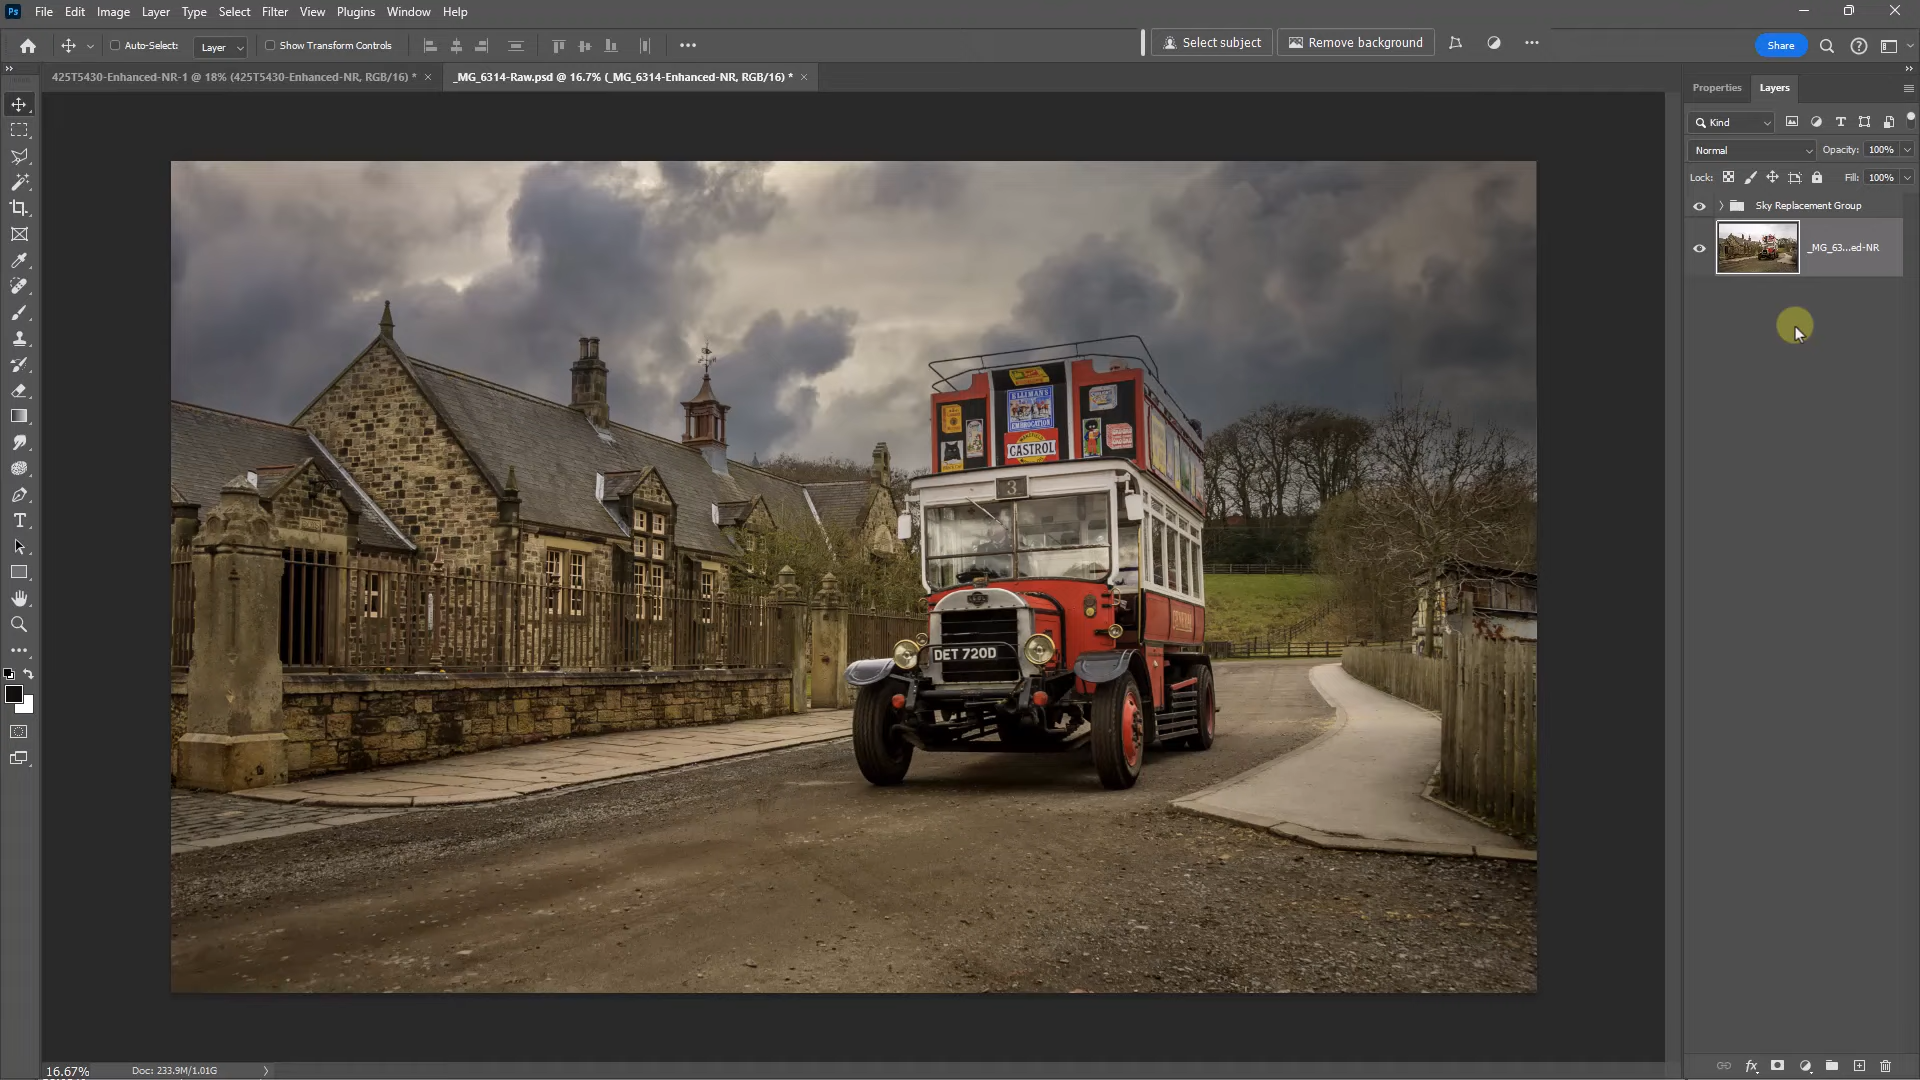 Ps File Edit Image Layer Type Select Filter View Plugins Window Help
Auto-Select: Layer Show Transform Controls Select subject Remove background Share
425T5430-Enhanced-NR-1 @ 18% (425T5430-Enhanced-NR, RGB/16) *
_MG_6314-Raw.psd @ 16.7% (_MG_6314-Enhanced-NR, RGB/16) *
Properties Layers
Kind
Normal Opacity: 100%
Lock: Fill: 100%
Sky Replacement Group
_MG_63...ed-NR
ELLIMAN'S
EMBROCATION
CASTROL
3
DET 720D
16.67% Doc: 233.9M/1.01G